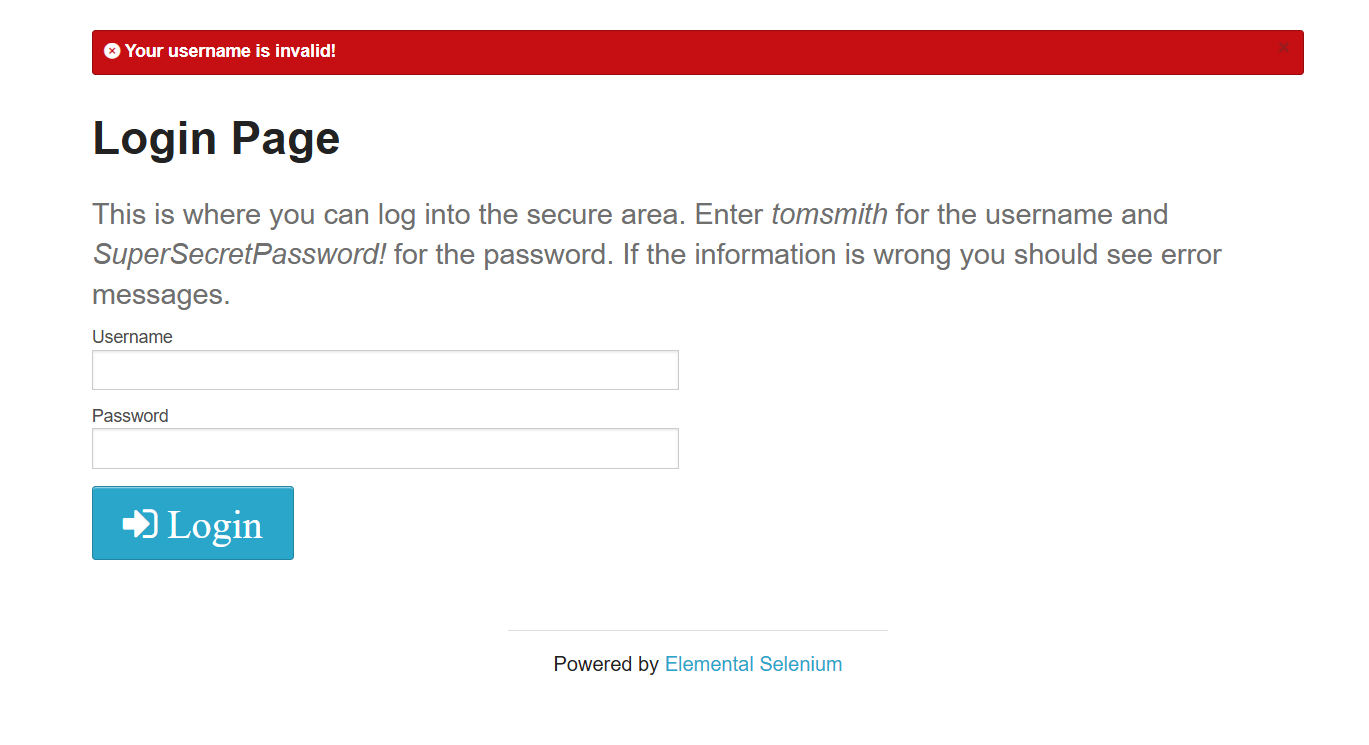 Your username is invalid!
Login Page
This is where you can log into the secure area. Enter tomsmith for the username and
SuperSecretPassword! for the password. If the information is wrong you should see error
messages.
Username
Password
Login
Powered by Elemental Selenium